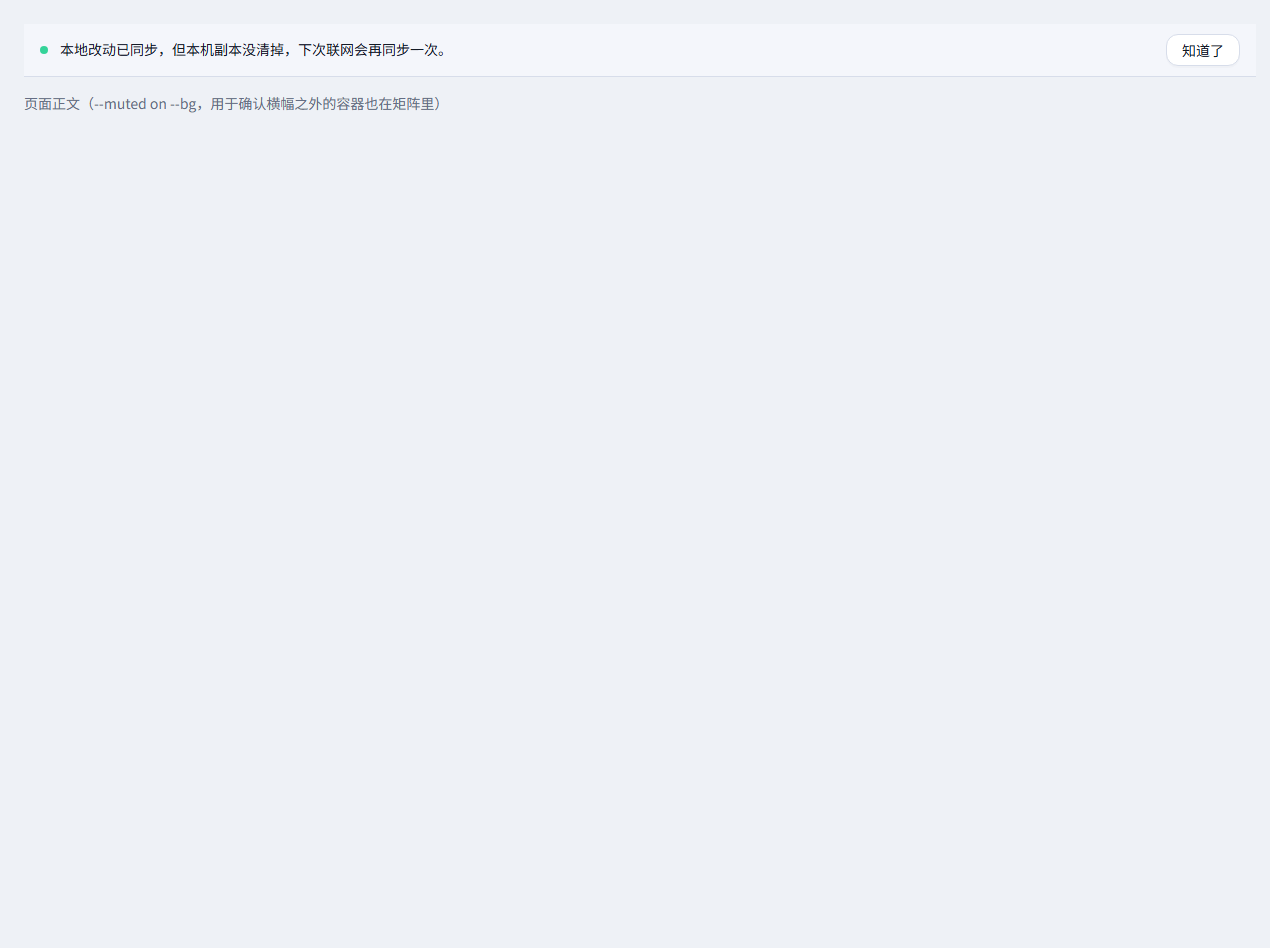 本地改动已同步，但本机副本没清掉，下次联网会再同步一次。
知道了
页面正文（--muted on --bg，用于确认横幅之外的容器也在矩阵里）